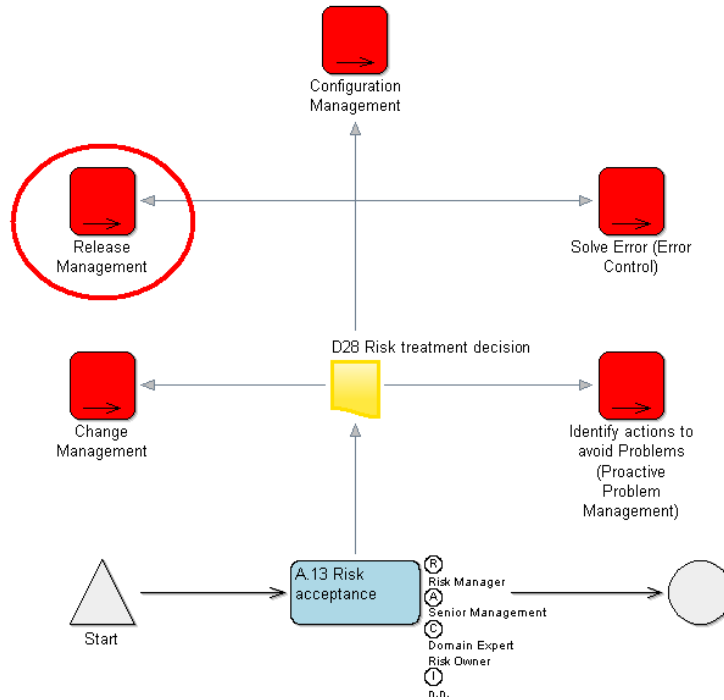 Configuration
Management
Release
Management
Solve Error (Error
Control)
D28 Risk treatment decision
Change
Management
Identify actions to
avoid Problems
(Proactive
Problem
Management)
A.13 Risk
acceptance
R
Risk Manager
A
Senior Management
C
Domain Expert
Risk Owner
I
n.n.
Start